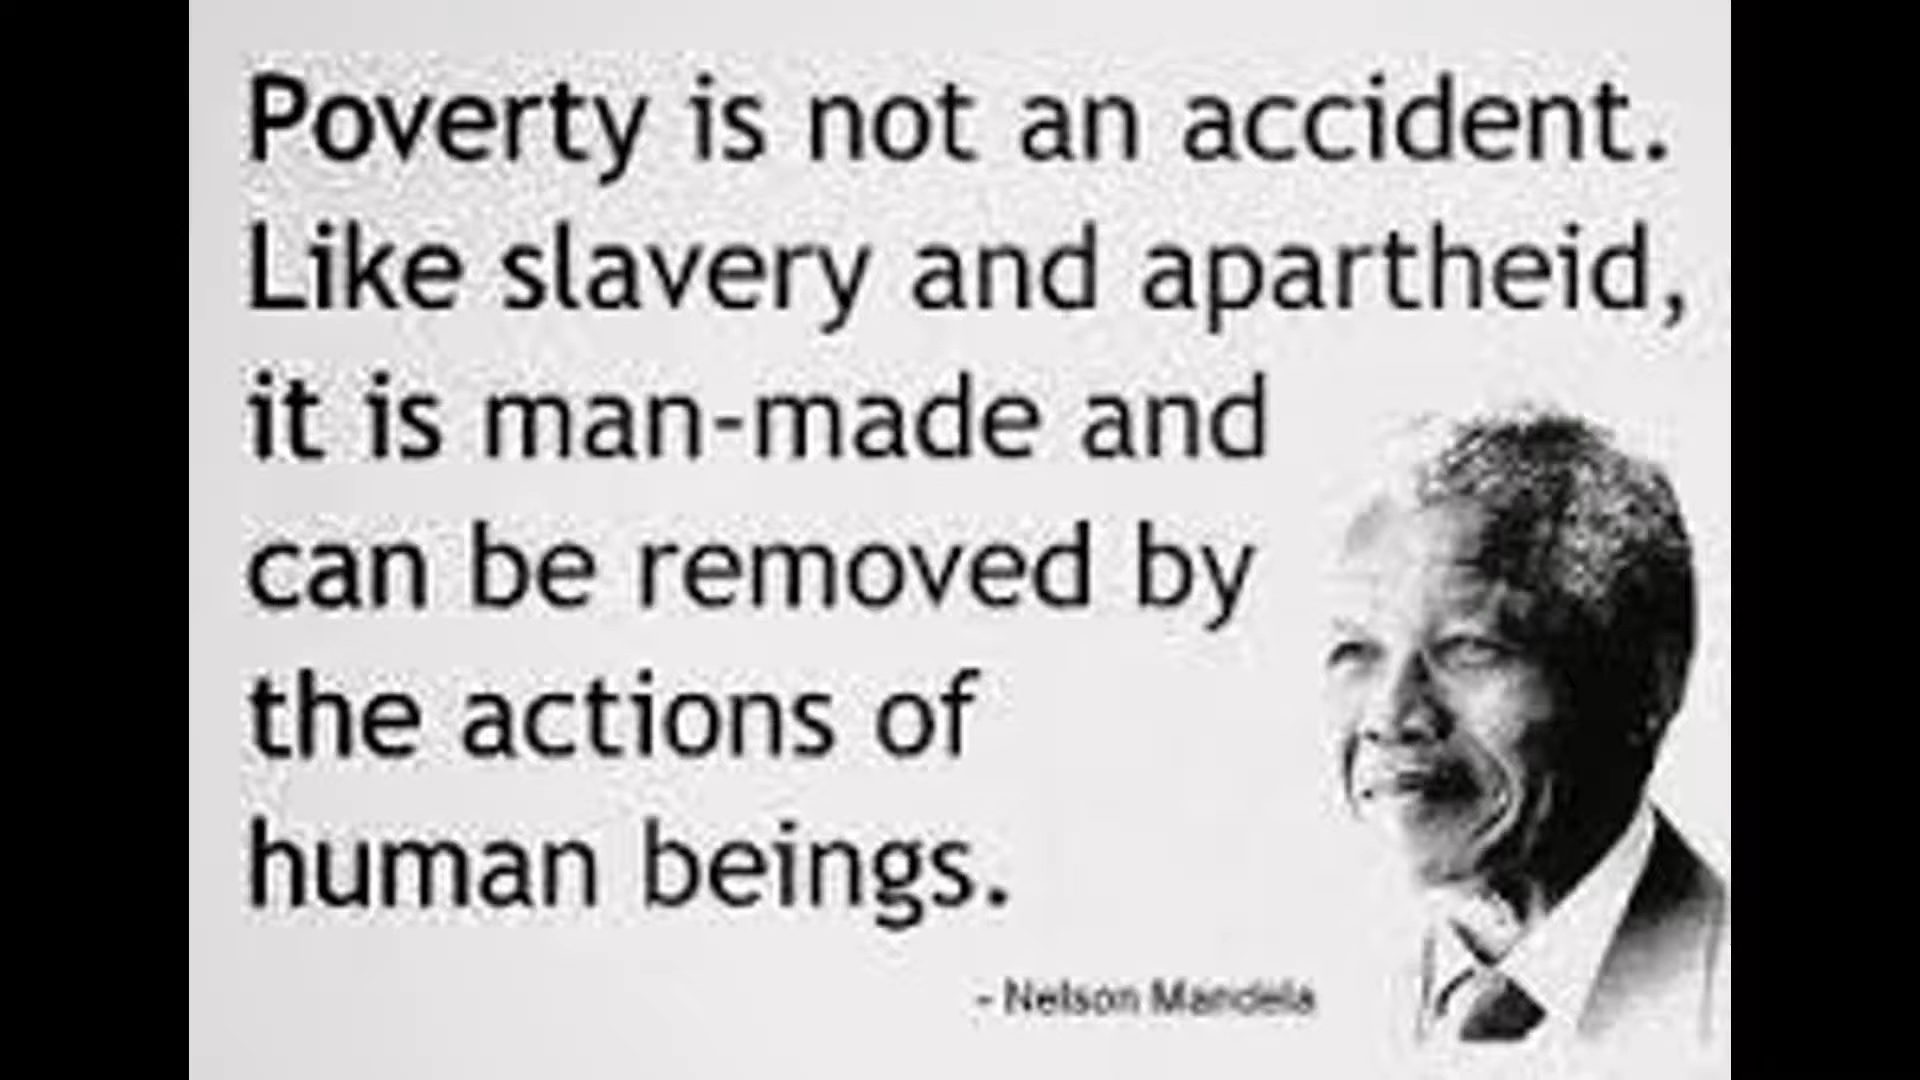 Poverty is not an accident.
Like slavery and apartheid,
it is man-made and
can be removed by
the actions of
human beings.
- Nelson Mandela